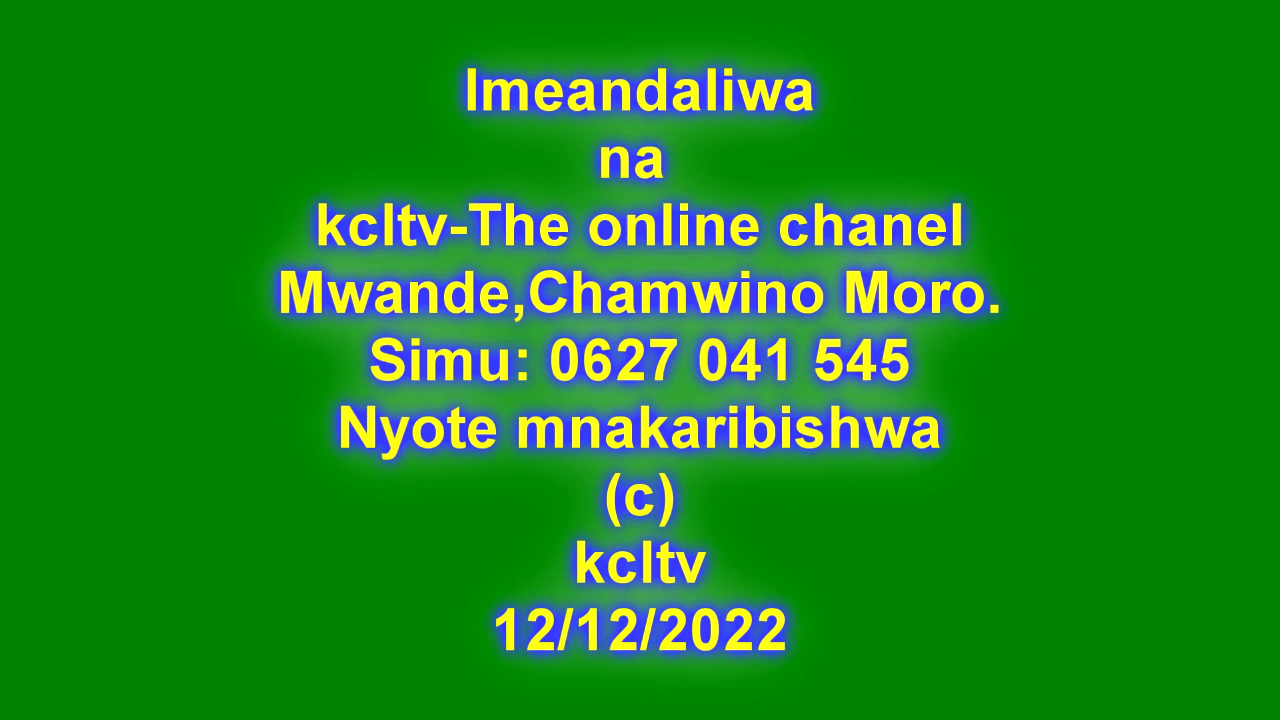 Imeandaliwa
na
kcltv-The online chanel
Mwande,Chamwino Moro.
Simu: 0627 041 545
Nyote mnakaribishwa
(c)
kcltv
12/12/2022